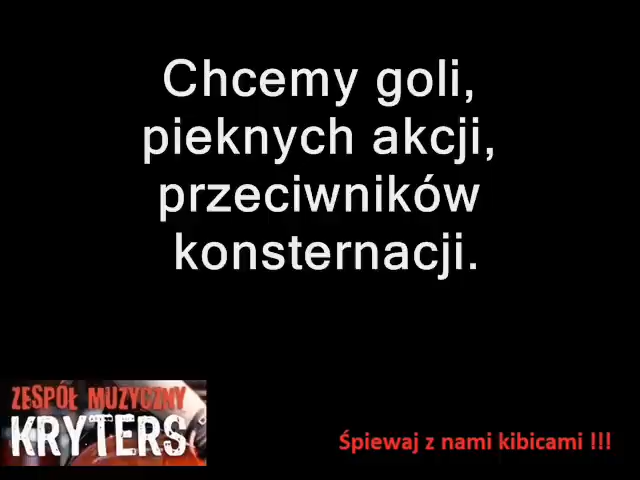 Chcemy goli,
pieknych akcji,
przeciwników
konsternacji.
ZESPÓŁ MUZYCZNY
KRYTERS
Śpiewaj z nami kibicami !!!